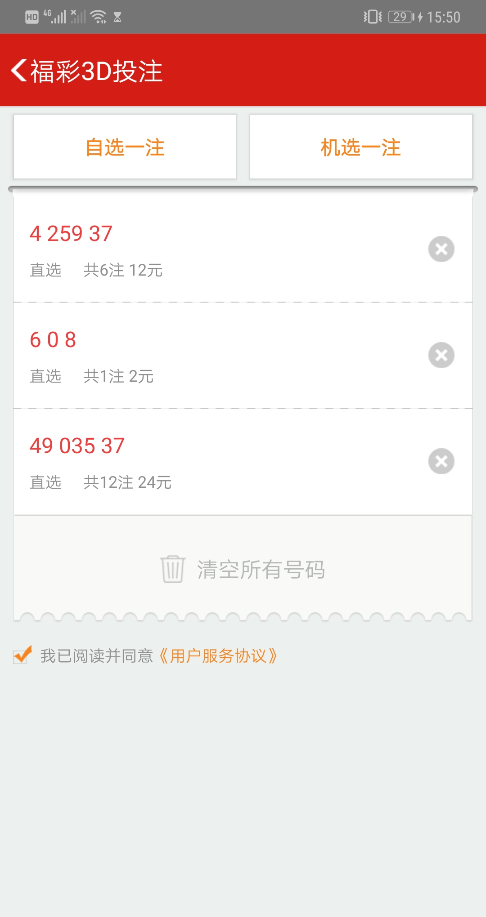 HD 4G 29 15:50
福彩3D投注
自选一注 机选一注
4 259 37
直选 共6注 12元
6 0 8
直选 共1注 2元
49 035 37
直选 共12注 24元
清空所有号码
我已阅读并同意《用户服务协议》